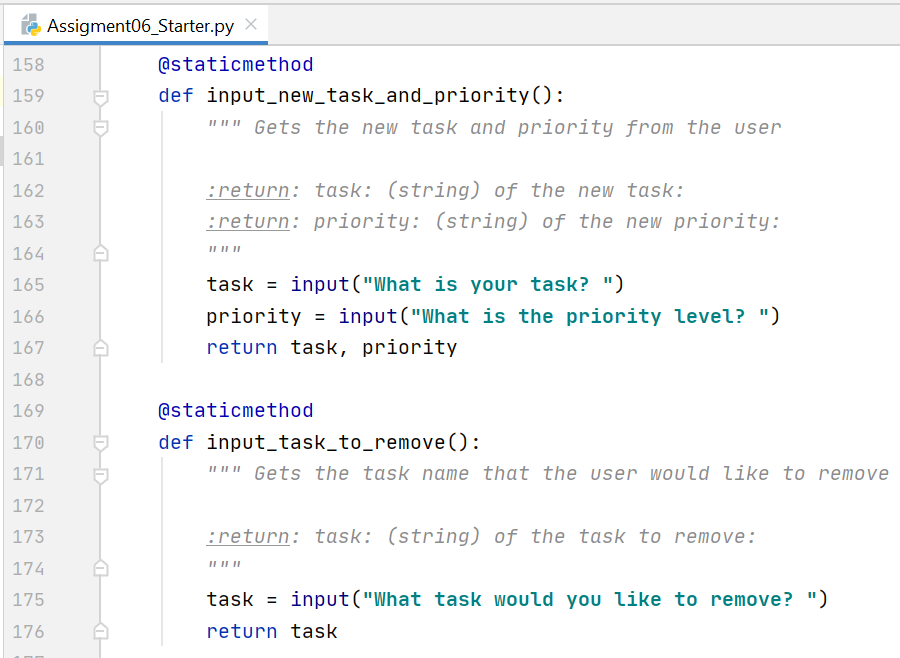 Assigment06_Starter.py
158 @staticmethod
159 def input_new_task_and_priority():
160 """ Gets the new task and priority from the user
161
162 :return: task: (string) of the new task:
163 :return: priority: (string) of the new priority:
164 """
165 task = input("What is your task? ")
166 priority = input("What is the priority level? ")
167 return task, priority
168
169 @staticmethod
170 def input_task_to_remove():
171 """ Gets the task name that the user would like to remove
172
173 :return: task: (string) of the task to remove:
174 """
175 task = input("What task would you like to remove? ")
176 return task